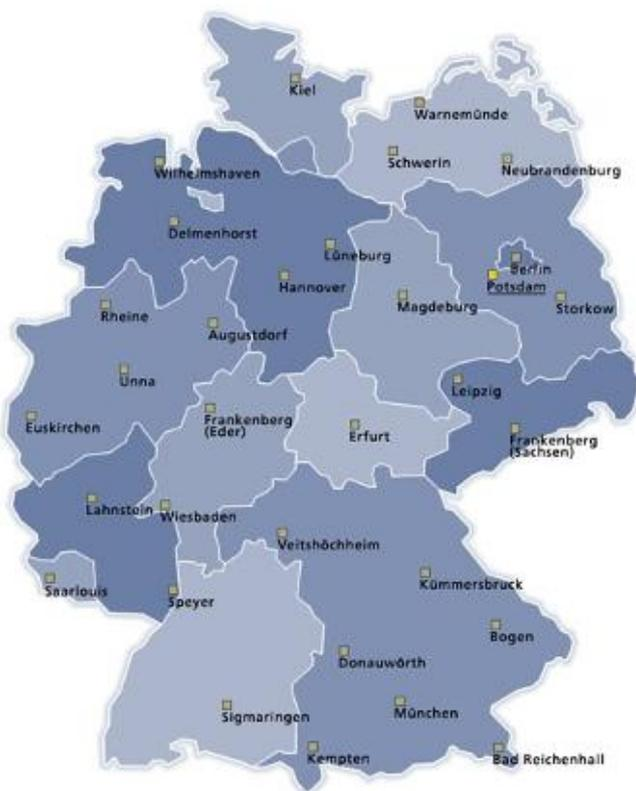 Kiel
Warnemünde
Schwerin
Neubrandenburg
Wilhelmshaven
Delmenhorst
Lüneburg
Berlin
Hannover
Potsdam
Magdeburg
Storkow
Rheine
Augustdorf
Unna
Leipzig
Euskirchen
Frankenberg
(Eder)
Erfurt
Frankenberg
(Sachsen)
Lahnstein
Wiesbaden
Veitshöchheim
Kümmersbruck
Saarlouis
Speyer
Bogen
Donauwörth
Sigmaringen
München
Kempten
Bad Reichenhall